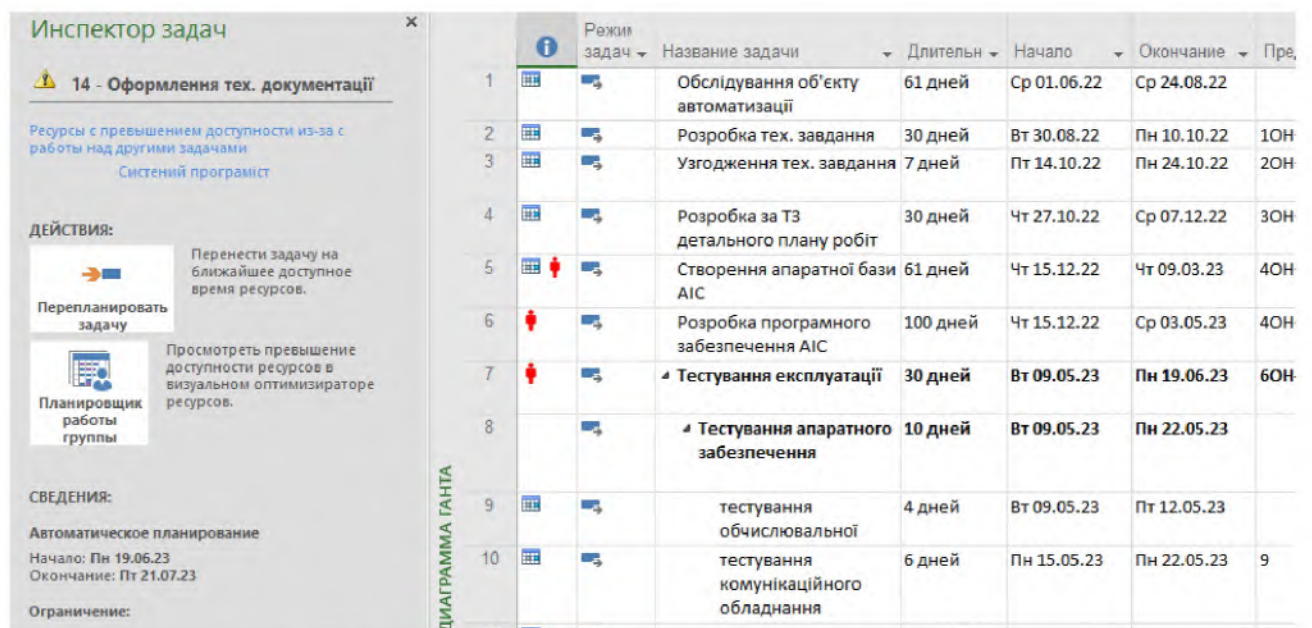 Инспектор задач
14 - Оформлення тех. документації
Ресурсы с превышением доступности из-за с
работы над другими задачами
Систений програміст
ДЕЙСТВИЯ:
Перепланировать
задачу
Перенести задачу на
ближайшее доступное
время ресурсов.
Планировщик
работы
группы
Просмотреть превышение
доступности ресурсов в
визуальном оптимизираторе
ресурсов.
СВЕДЕНИЯ:
Автоматическое планирование
Начало: Пн 19.06.23
Окончание: Пт 21.07.23
Ограничение:
ДИАГРАММА ГАНТА
Режим
задач Название задачи Длительн Начало Окончание Пред
1 Обслідування об'єкту 61 дней Ср 01.06.22 Ср 24.08.22
автоматизації
2 Розробка тех. завдання 30 дней Вт 30.08.22 Пн 10.10.22 1ОН
3 Узгодження тех. завдання 7 дней Пт 14.10.22 Пн 24.10.22 2ОН
4 Розробка за ТЗ 30 дней Чт 27.10.22 Ср 07.12.22 3ОН
детального плану робіт
5 Створення апаратної бази 61 дней Чт 15.12.22 Чт 09.03.23 4ОН
АІС
6 Розробка програмного 100 дней Чт 15.12.22 Ср 03.05.23 4ОН
забезпечення АІС
7 Тестування експлуатації 30 дней Вт 09.05.23 Пн 19.06.23 6ОН
8 Тестування апаратного 10 дней Вт 09.05.23 Пн 22.05.23
забезпечення
9 тестування 4 дней Вт 09.05.23 Пт 12.05.23
обчислювальної
10 тестування 6 дней Пн 15.05.23 Пн 22.05.23 9
комунікаційного
обладнання